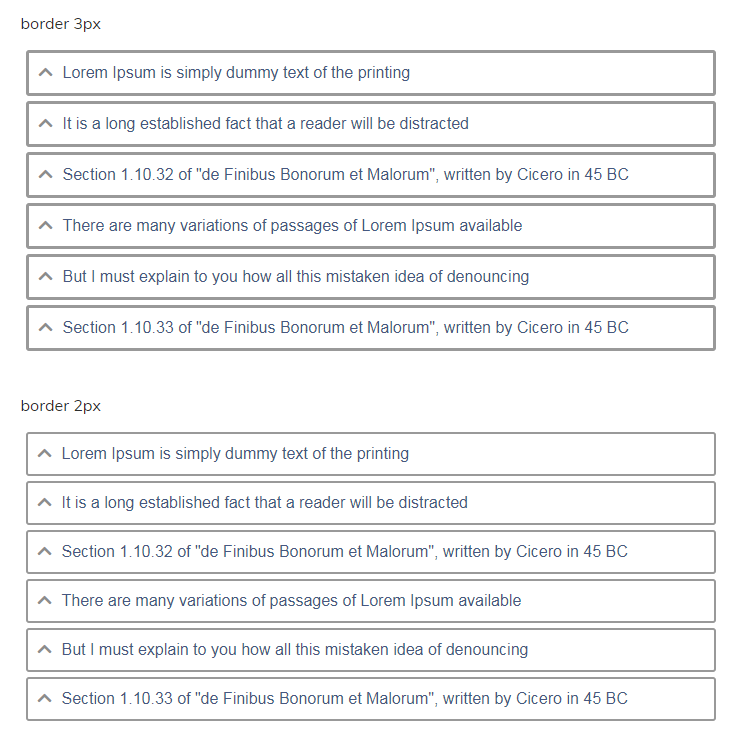 border 3px
Lorem Ipsum is simply dummy text of the printing
It is a long established fact that a reader will be distracted
Section 1.10.32 of "de Finibus Bonorum et Malorum", written by Cicero in 45 BC
There are many variations of passages of Lorem Ipsum available
But I must explain to you how all this mistaken idea of denouncing
Section 1.10.33 of "de Finibus Bonorum et Malorum", written by Cicero in 45 BC
border 2px
Lorem Ipsum is simply dummy text of the printing
It is a long established fact that a reader will be distracted
Section 1.10.32 of "de Finibus Bonorum et Malorum", written by Cicero in 45 BC
There are many variations of passages of Lorem Ipsum available
But I must explain to you how all this mistaken idea of denouncing
Section 1.10.33 of "de Finibus Bonorum et Malorum", written by Cicero in 45 BC